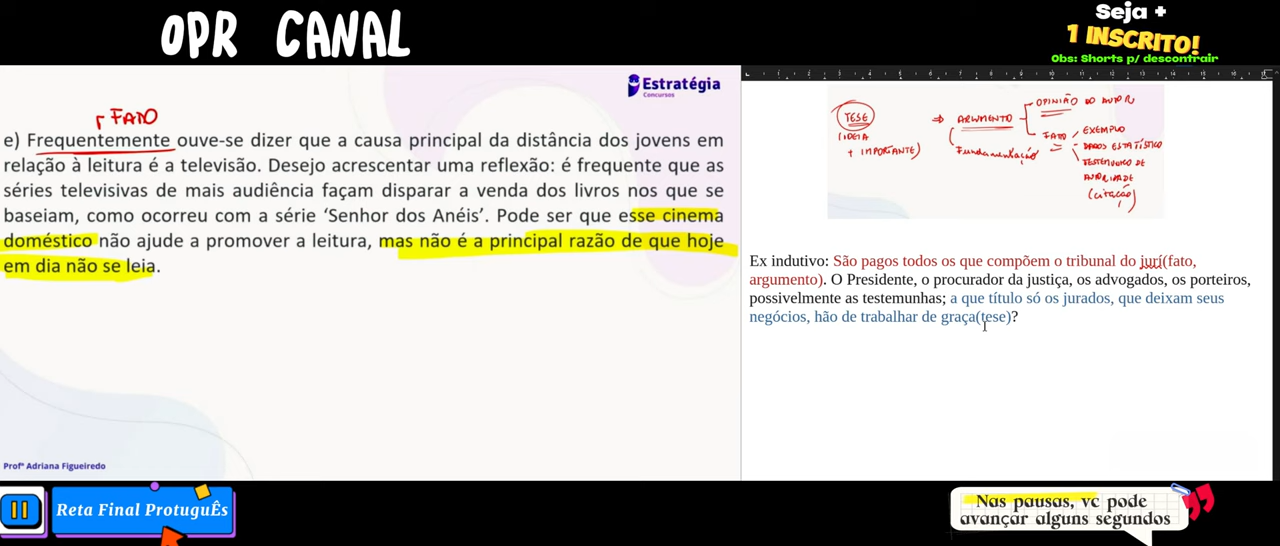 OPR CANAL
Seja +
1 INSCRITO!
Obs: Shorts p/ descontrair
Estratégia
Concursos
FATO
e) Frequentemente ouve-se dizer que a causa principal da distância dos jovens em
relação à leitura é a televisão. Desejo acrescentar uma reflexão: é frequente que as
séries televisivas de mais audiência façam disparar a venda dos livros nos que se
baseiam, como ocorreu com a série ‘Senhor dos Anéis’. Pode ser que esse cinema
doméstico não ajude a promover a leitura, mas não é a principal razão de que hoje
em dia não se leia.
Profª Adriana Figueiredo
TESE
(IDEIA
+ IMPORTANTE)
⇒ ARGUMENTO
Fundamentação
OPINIÃO DO AUTOR
FATO
EXEMPLO
DADOS ESTATÍSTICO
TESTEMUNHO DE
AUTORIDADE
(citação)
Ex indutivo: São pagos todos os que compõem o tribunal do jurí(fato,
argumento). O Presidente, o procurador da justiça, os advogados, os porteiros,
possivelmente as testemunhas; a que título só os jurados, que deixam seus
negócios, hão de trabalhar de graça(tese)?
Reta Final ProtuguÊs
Nas pausas, vc pode
avançar alguns segundos